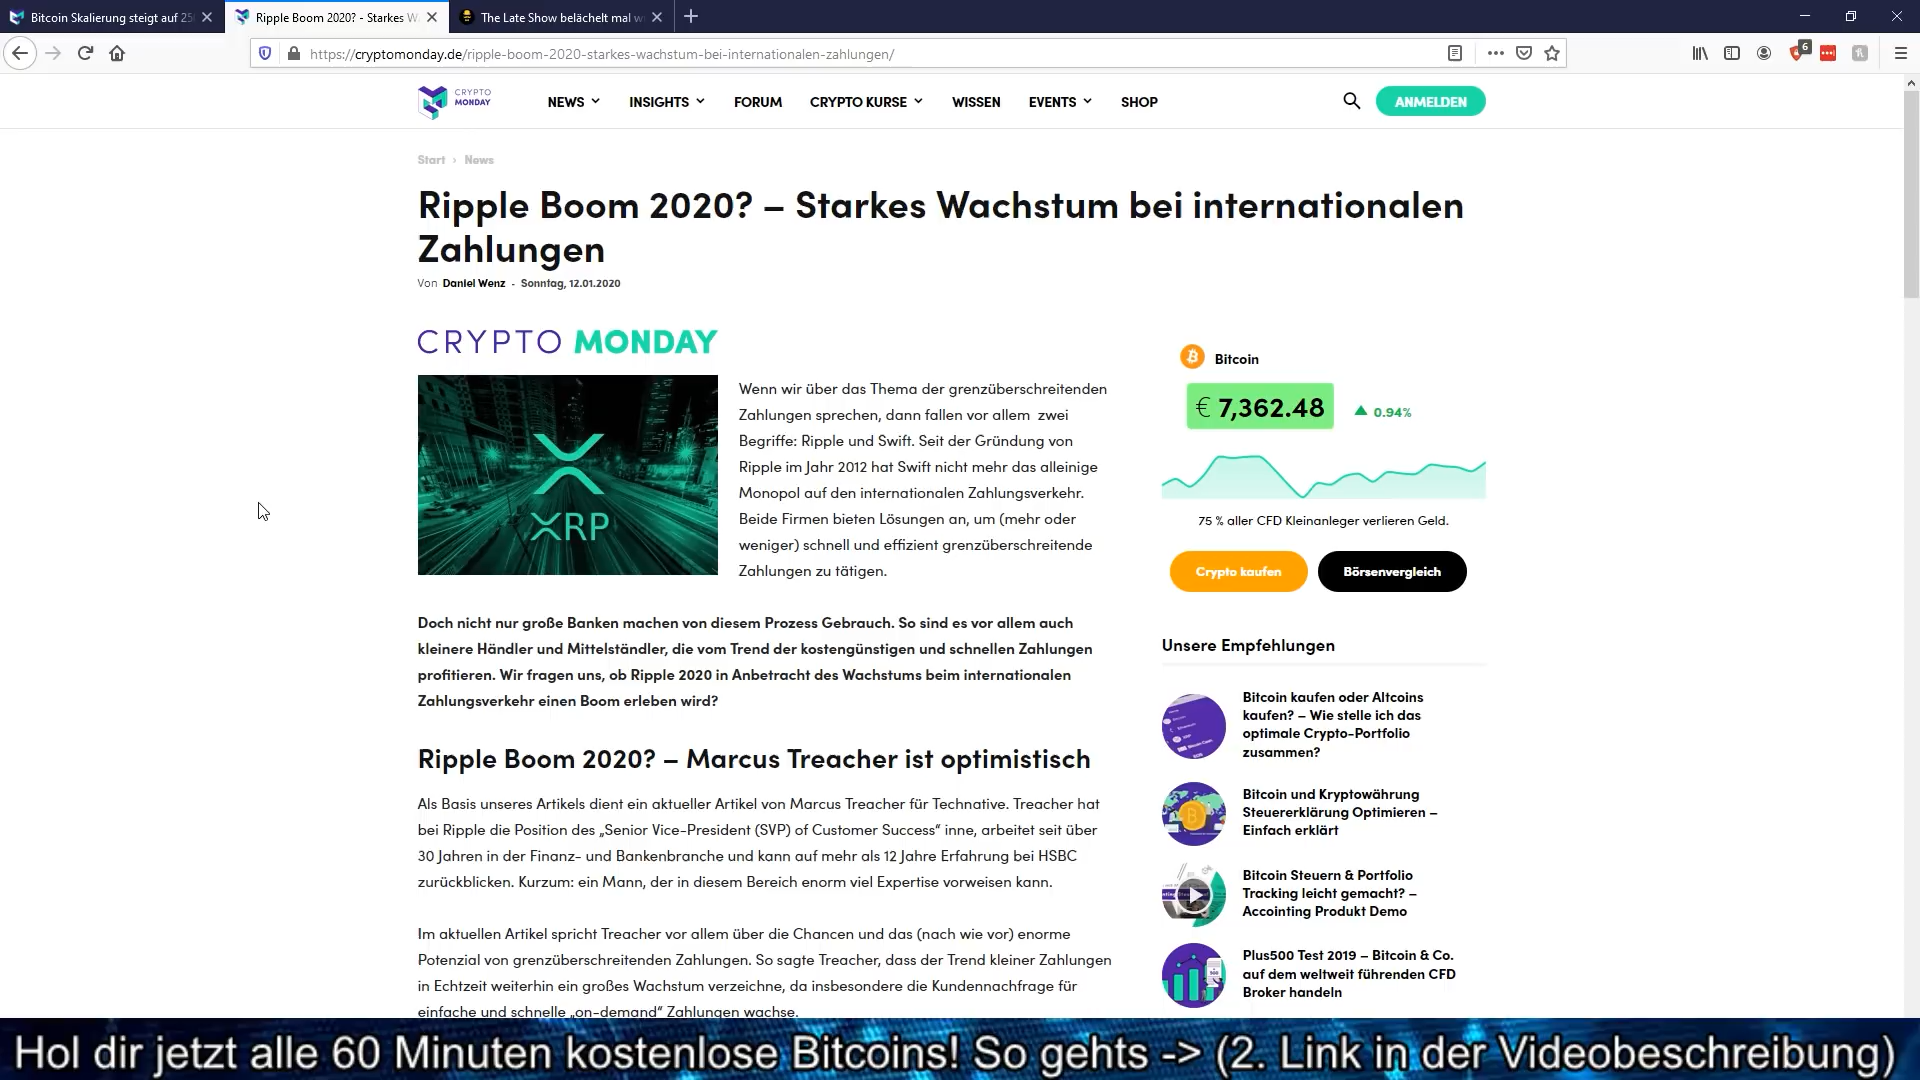 Bitcoin Skalierung steigt auf 25
Ripple Boom 2020? - Starkes W
The Late Show belächelt mal w
https://cryptomonday.de/ripple-boom-2020-starkes-wachstum-bei-internationalen-zahlungen/
6
CRYPTO
MONDAY
NEWS
INSIGHTS
FORUM
CRYPTO KURSE
WISSEN
EVENTS
SHOP
ANMELDEN
Start › News
Ripple Boom 2020? – Starkes Wachstum bei internationalen
Zahlungen
Von Daniel Wenz - Sonntag, 12.01.2020
CRYPTO MONDAY
XRP
Wenn wir über das Thema der grenzüberschreitenden
Zahlungen sprechen, dann fallen vor allem zwei
Begriffe: Ripple und Swift. Seit der Gründung von
Ripple im Jahr 2012 hat Swift nicht mehr das alleinige
Monopol auf den internationalen Zahlungsverkehr.
Beide Firmen bieten Lösungen an, um (mehr oder
weniger) schnell und effizient grenzüberschreitende
Zahlungen zu tätigen.
Doch nicht nur große Banken machen von diesem Prozess Gebrauch. So sind es vor allem auch
kleinere Händler und Mittelständler, die vom Trend der kostengünstigen und schnellen Zahlungen
profitieren. Wir fragen uns, ob Ripple 2020 in Anbetracht des Wachstums beim internationalen
Zahlungsverkehr einen Boom erleben wird?
Ripple Boom 2020? – Marcus Treacher ist optimistisch
Als Basis unseres Artikels dient ein aktueller Artikel von Marcus Treacher für Technative. Treacher hat
bei Ripple die Position des „Senior Vice-President (SVP) of Customer Success“ inne, arbeitet seit über
30 Jahren in der Finanz- und Bankenbranche und kann auf mehr als 12 Jahre Erfahrung bei HSBC
zurückblicken. Kurzum: ein Mann, der in diesem Bereich enorm viel Expertise vorweisen kann.
Im aktuellen Artikel spricht Treacher vor allem über die Chancen und das (nach wie vor) enorme
Potenzial von grenzüberschreitenden Zahlungen. So sagte Treacher, dass der Trend kleiner Zahlungen
in Echtzeit weiterhin ein großes Wachstum verzeichne, da insbesondere die Kundennachfrage für
einfache und schnelle „on-demand“ Zahlungen wachse.
Bitcoin
€ 7,362.48
0.94%
75 % aller CFD Kleinanleger verlieren Geld.
Crypto kaufen
Börsenvergleich
Unsere Empfehlungen
Bitcoin kaufen oder Altcoins
kaufen? – Wie stelle ich das
optimale Crypto-Portfolio
zusammen?
Bitcoin und Kryptowährung
Steuererklärung Optimieren –
Einfach erklärt
Bitcoin Steuern & Portfolio
Tracking leicht gemacht? –
Accointing Produkt Demo
Plus500 Test 2019 – Bitcoin & Co.
auf dem weltweit führenden CFD
Broker handeln
Hol dir jetzt alle 60 Minuten kostenlose Bitcoins! So gehts -> (2. Link in der Videobeschreibung)